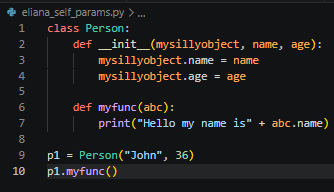 eliana_self_params.py > ...
1 class Person:
2     def __init__(mysillyobject, name, age):
3         mysillyobject.name = name
4         mysillyobject.age = age
5
6     def myfunc(abc):
7         print("Hello my name is" + abc.name)
8
9 p1 = Person("John", 36)
10 p1.myfunc()